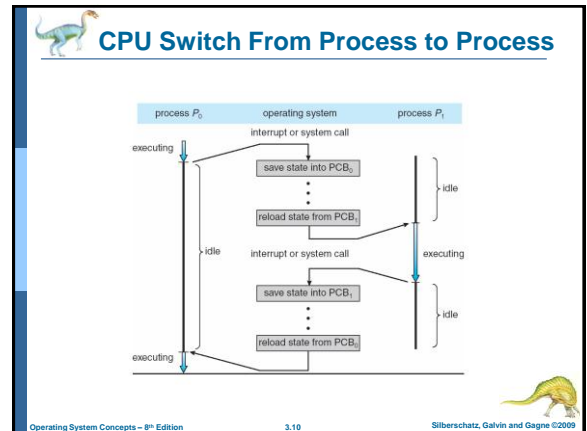 CPU Switch From Process to Process
process P₀ operating system process P₁
interrupt or system call
executing
save state into PCB₀
idle
reload state from PCB₁
idle
interrupt or system call
executing
save state into PCB₁
idle
reload state from PCB₀
executing
Operating System Concepts – 8th Edition 3.10 Silberschatz, Galvin and Gagne ©2009